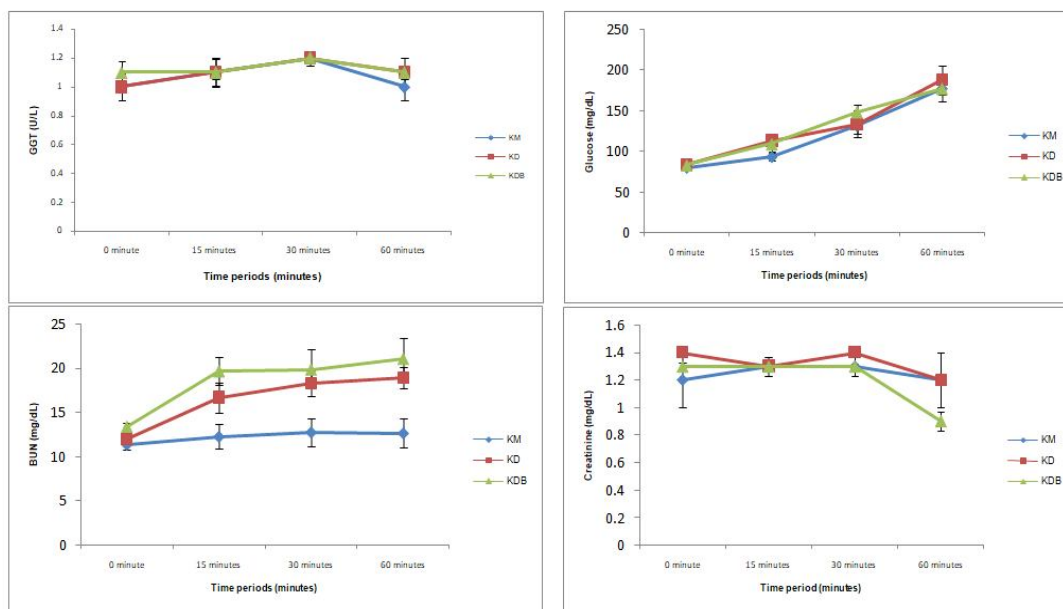 1.4
1.2
1
0.8
0.6
0.4
0.2
0
GGT (U/L)
0 minute 15 minutes 30 minutes 60 minutes
Time periods (minutes)
KM
KD
KDB
250
200
150
100
50
0
Glucose (mg/dL)
0 minute 15 minutes 30 minutes 60 minutes
Time periods (minutes)
KM
KD
KDB
25
20
15
10
5
0
BUN (mg/dL)
0 minute 15 minutes 30 minutes 60 minutes
Time periods (minutes)
KM
KD
KDB
1.6
1.4
1.2
1
0.8
0.6
0.4
0.2
0
Creatinine (mg/dL)
0 minute 15 minutes 30 minutes 60 minutes
Time period (minutes)
KM
KD
KDB